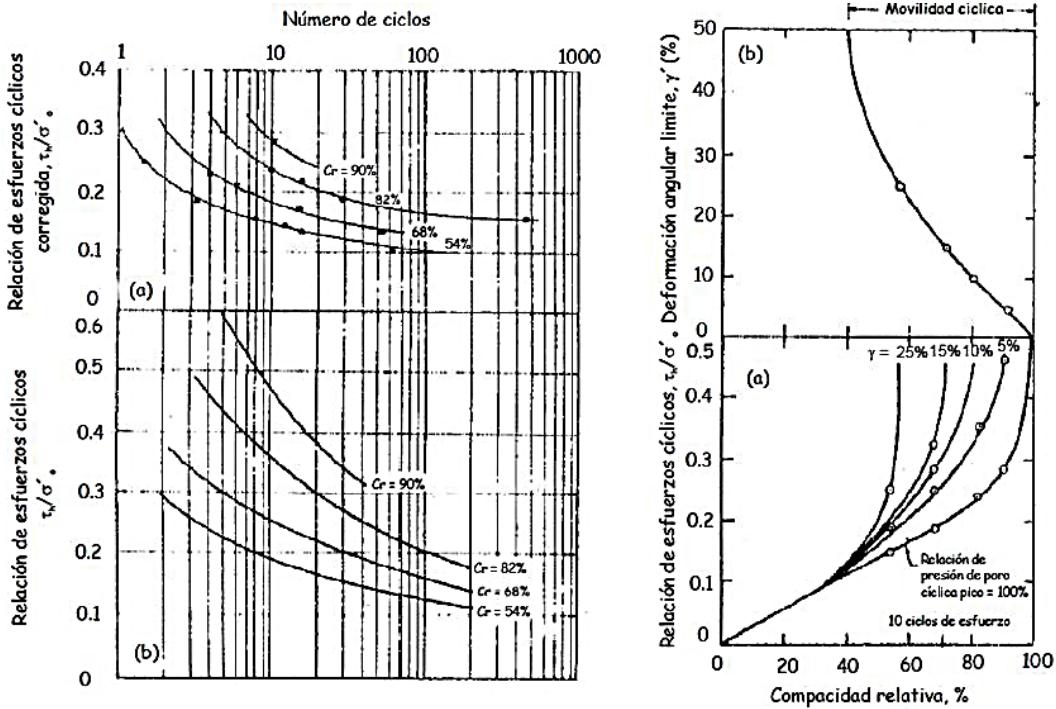 Número de ciclos
1 10 100 1000
Relación de esfuerzos cíclicos
corregida, τₕ/σ'ₒ
0.4
0.3
0.2
0.1
0
(a)
Cr = 90%
82%
68%
54%
Relación de esfuerzos cíclicos
τₕ/σ'ₒ
0.6
0.5
0.4
0.3
0.2
0.1
0
(b)
Cr = 90%
Cr = 82%
Cr = 68%
Cr = 54%
Movilidad cíclica
Deformación angular limite, γ' (%)
50
40
30
20
10
0
(b)
Relación de esfuerzos cíclicos, τₕ/σ'ₒ
0.5
0.4
0.3
0.2
0.1
0
γ = 25% 15% 10% 5%
(a)
Relación de
presión de poro
cíclica pico = 100%
10 ciclos de esfuerzo
0 20 40 60 80 100
Compacidad relativa, %